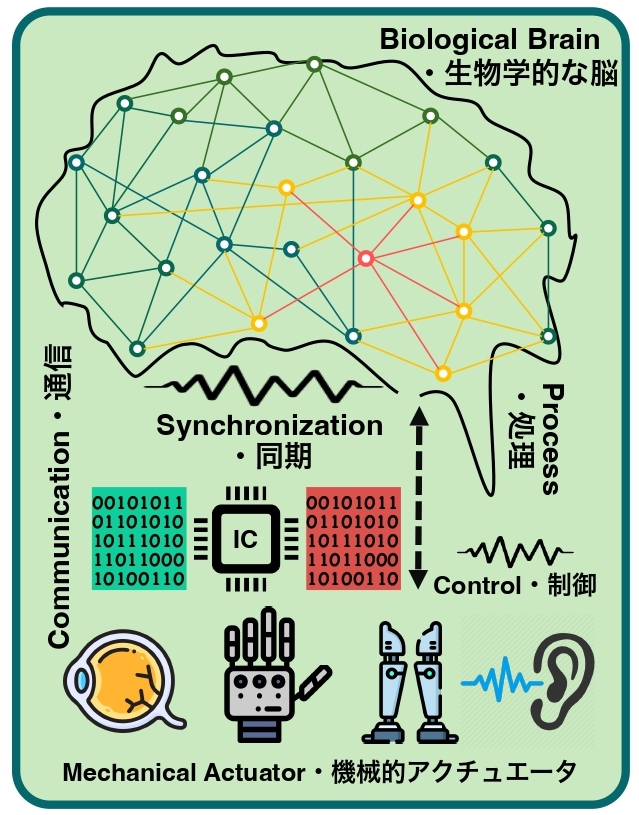 Biological Brain
・生物学的な脳
Communication・通信
Synchronization
・同期
Process
・処理
00101011
01101010
10111010
11011000
10100110
IC
00101011
01101010
10111010
11011000
10100110
Control・制御
Mechanical Actuator・機械的アクチュエータ